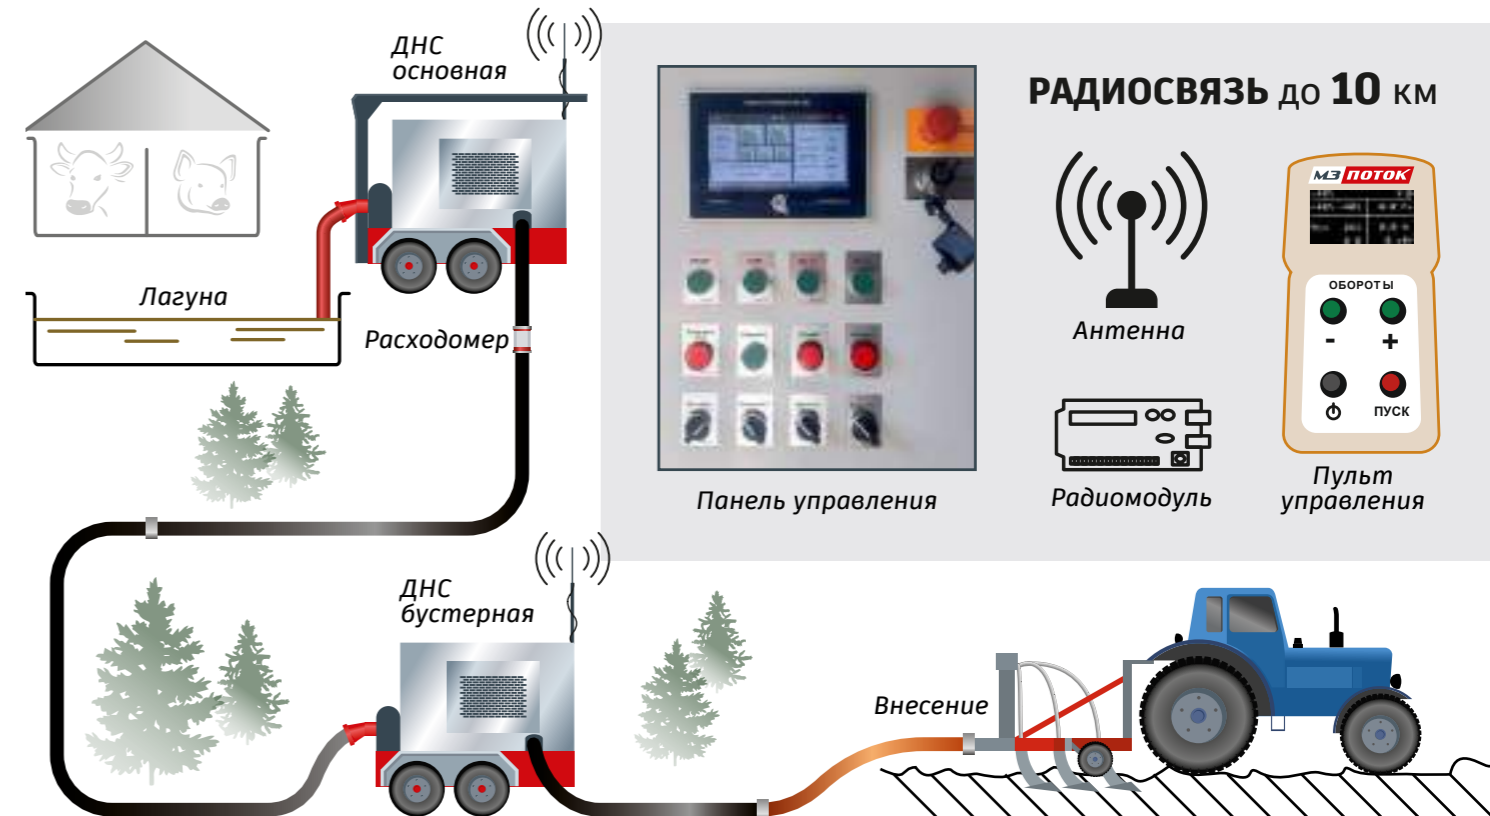 ДНС
основная
РАДИОСВЯЗЬ до 10 км
Лагуна
Расходомер
Панель управления
Антенна
Радиомодуль
МЗ ПОТОК
ОБОРОТЫ
- +
ПУСК
Пульт
управления
ДНС
бустерная
Внесение